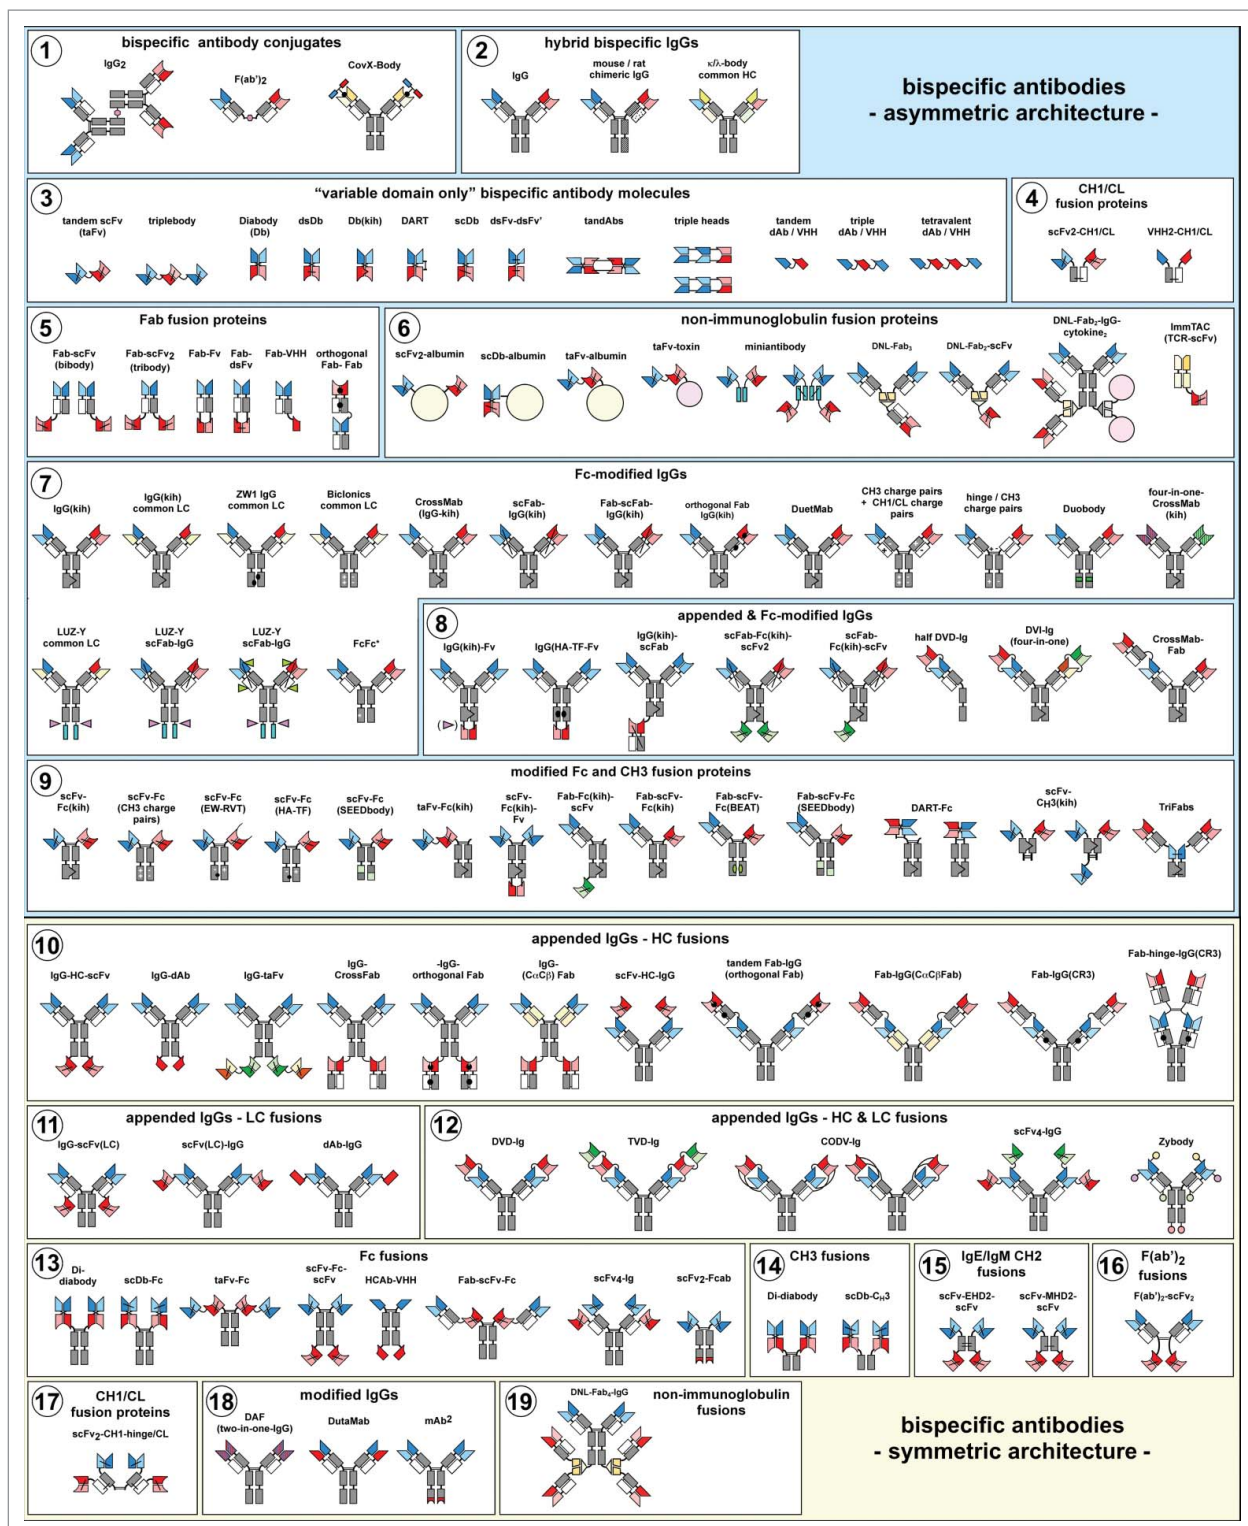 1
bispecific antibody conjugates
IgG2
F(ab')2
CovX-Body
2
hybrid bispecific IgGs
IgG
mouse / rat
chimeric IgG
κ/λ-body
common HC
bispecific antibodies
- asymmetric architecture -
3
“variable domain only” bispecific antibody molecules
tandem scFv
(taFv)
triplebody
Diabody
(Db)
dsDb
Db(kih)
DART
scDb
dsFv-dsFv'
tandAbs
triple heads
tandem
dAb / VHH
triple
dAb / VHH
tetravalent
dAb / VHH
4
CH1/CL
fusion proteins
scFv2-CH1/CL
VHH2-CH1/CL
5
Fab fusion proteins
Fab-scFv
(bibody)
Fab-scFv2
(tribody)
Fab-Fv
Fab-
dsFv
Fab-VHH
orthogonal
Fab- Fab
6
non-immunoglobulin fusion proteins
scFv2-albumin
scDb-albumin
taFv-albumin
taFv-toxin
miniantibody
DNL-Fab3
DNL-Fab2-scFv
DNL-Fab2-IgG-
cytokine2
ImmTAC
(TCR-scFv)
7
Fc-modified IgGs
IgG(kih)
IgG(kih)
common LC
ZW1 IgG
common LC
Biclonics
common LC
CrossMab
(IgG-kih)
scFab-
IgG(kih)
Fab-scFab-
IgG(kih)
orthogonal Fab
IgG(kih)
DuetMab
CH3 charge pairs
+ CH1/CL charge
pairs
hinge / CH3
charge pairs
Duobody
four-in-one-
CrossMab
(kih)
LUZ-Y
common LC
LUZ-Y
scFab-IgG
LUZ-Y
scFab-IgG
FcFc*
8
appended & Fc-modified IgGs
IgG(kih)-Fv
IgG(HA-TF-Fv
IgG(kih)-
scFab
scFab-Fc(kih)-
scFv2
scFab-
Fc(kih)-scFv
half DVD-Ig
DVI-Ig
(four-in-one)
CrossMab-
Fab
9
modified Fc and CH3 fusion proteins
scFv-
Fc(kih)
scFv-Fc
(CH3 charge
pairs)
scFv-Fc
(EW-RVT)
scFv-Fc
(HA-TF)
scFv-Fc
(SEEDbody)
taFv-Fc(kih)
scFv-
Fc(kih)-
Fv
Fab-Fc(kih)-
scFv
Fab-scFv-
Fc(kih)
Fab-scFv-
Fc(BEAT)
Fab-scFv-Fc
(SEEDbody)
DART-Fc
scFv-
CH3(kih)
TriFabs
10
appended IgGs - HC fusions
IgG-HC-scFv
IgG-dAb
IgG-taFv
IgG-
CrossFab
-IgG-
orthogonal Fab
IgG-
(CαCβ) Fab
scFv-HC-IgG
tandem Fab-IgG
(orthogonal Fab)
Fab-IgG(CαCβFab)
Fab-IgG(CR3)
Fab-hinge-IgG(CR3)
11
appended IgGs - LC fusions
IgG-scFv(LC)
scFv(LC)-IgG
dAb-IgG
12
appended IgGs - HC & LC fusions
DVD-Ig
TVD-Ig
CODV-Ig
scFv4-IgG
Zybody
13
Fc fusions
Di-
diabody
scDb-Fc
taFv-Fc
scFv-Fc-
scFv
HCAb-VHH
Fab-scFv-Fc
scFv4-Ig
scFv2-Fcab
14
CH3 fusions
Di-diabody
scDb-CH3
15
IgE/IgM CH2
fusions
scFv-EHD2-
scFv
scFv-MHD2-
scFv
16
F(ab')2
fusions
F(ab')2-scFv2
17
CH1/CL
fusion proteins
scFv2-CH1-hinge/CL
18
modified IgGs
DAF
(two-in-one-IgG)
DutaMab
mAb2
19
DNL-Fab4-IgG
non-immunoglobulin
fusions
bispecific antibodies
- symmetric architecture -